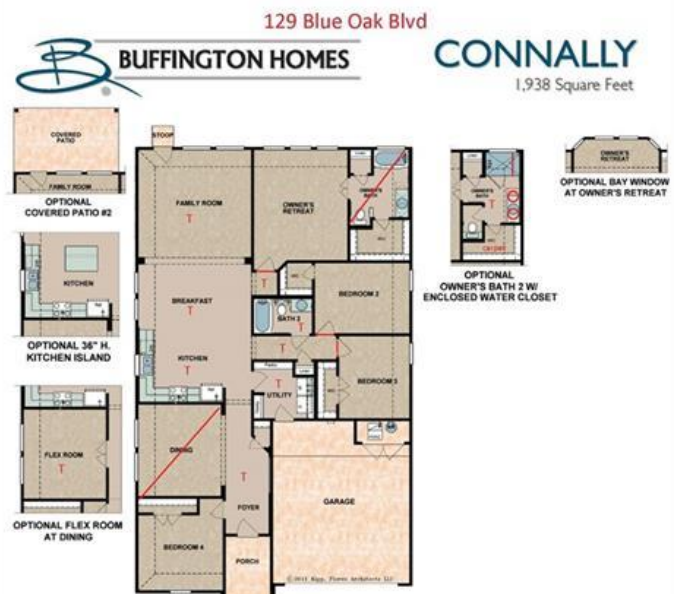 129 Blue Oak Blvd
BUFFINGTON HOMES
CONNALLY
1,938 Square Feet
COVERED
PATIO
FAMILY ROOM
OPTIONAL
COVERED PATIO #2
KITCHEN
OPTIONAL 36" H.
KITCHEN ISLAND
FLEX ROOM
T
OPTIONAL FLEX ROOM
AT DINING
STOOP
FAMILY ROOM
T
OWNER'S
RETREAT
OWNER'S
BATH
T
BREAKFAST
T
BEDROOM 2
BATH 2
T
KITCHEN
T
T
UTILITY
T
BEDROOM 3
DINING
T
FOYER
GARAGE
BEDROOM 4
PORCH
OWNER'S
BATH
T
OPTIONAL
OWNER'S BATH 2 W/
ENCLOSED WATER CLOSET
OWNER'S
RETREAT
OPTIONAL BAY WINDOW
AT OWNER'S RETREAT